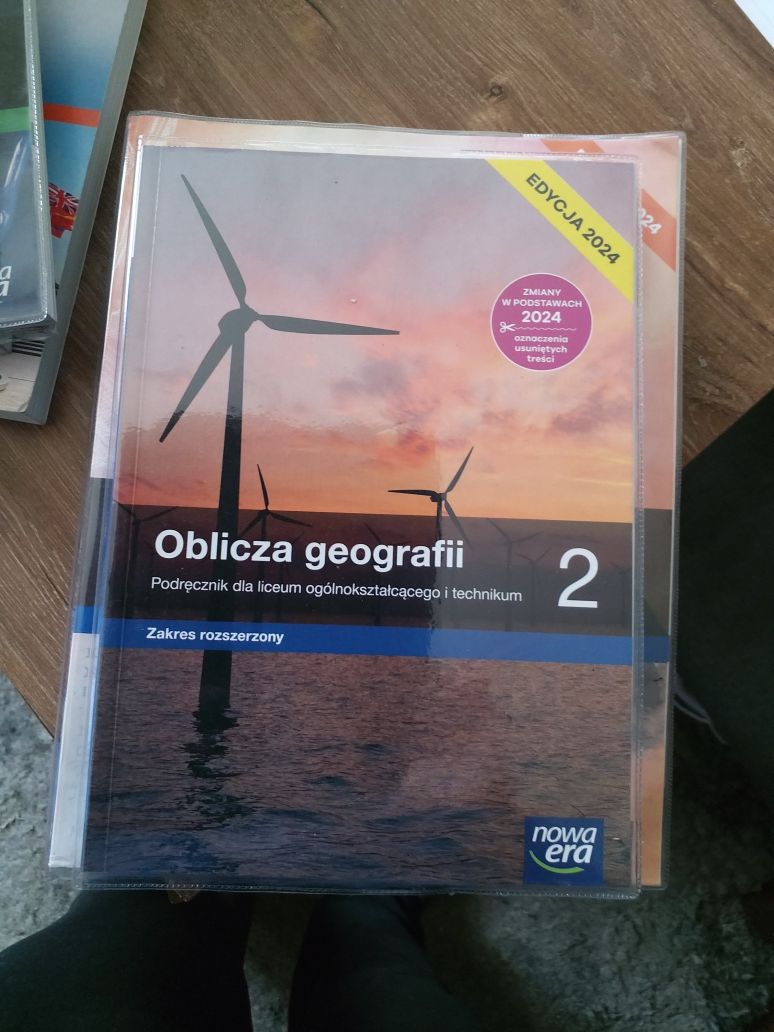 EDYCJA 2024
2024
ZMIANY
W PODSTAWACH
2024
oznaczenia
usuniętych
treści
Oblicza geografii
2
Podręcznik dla liceum ogólnokształcącego i technikum
Zakres rozszerzony
nowa
era